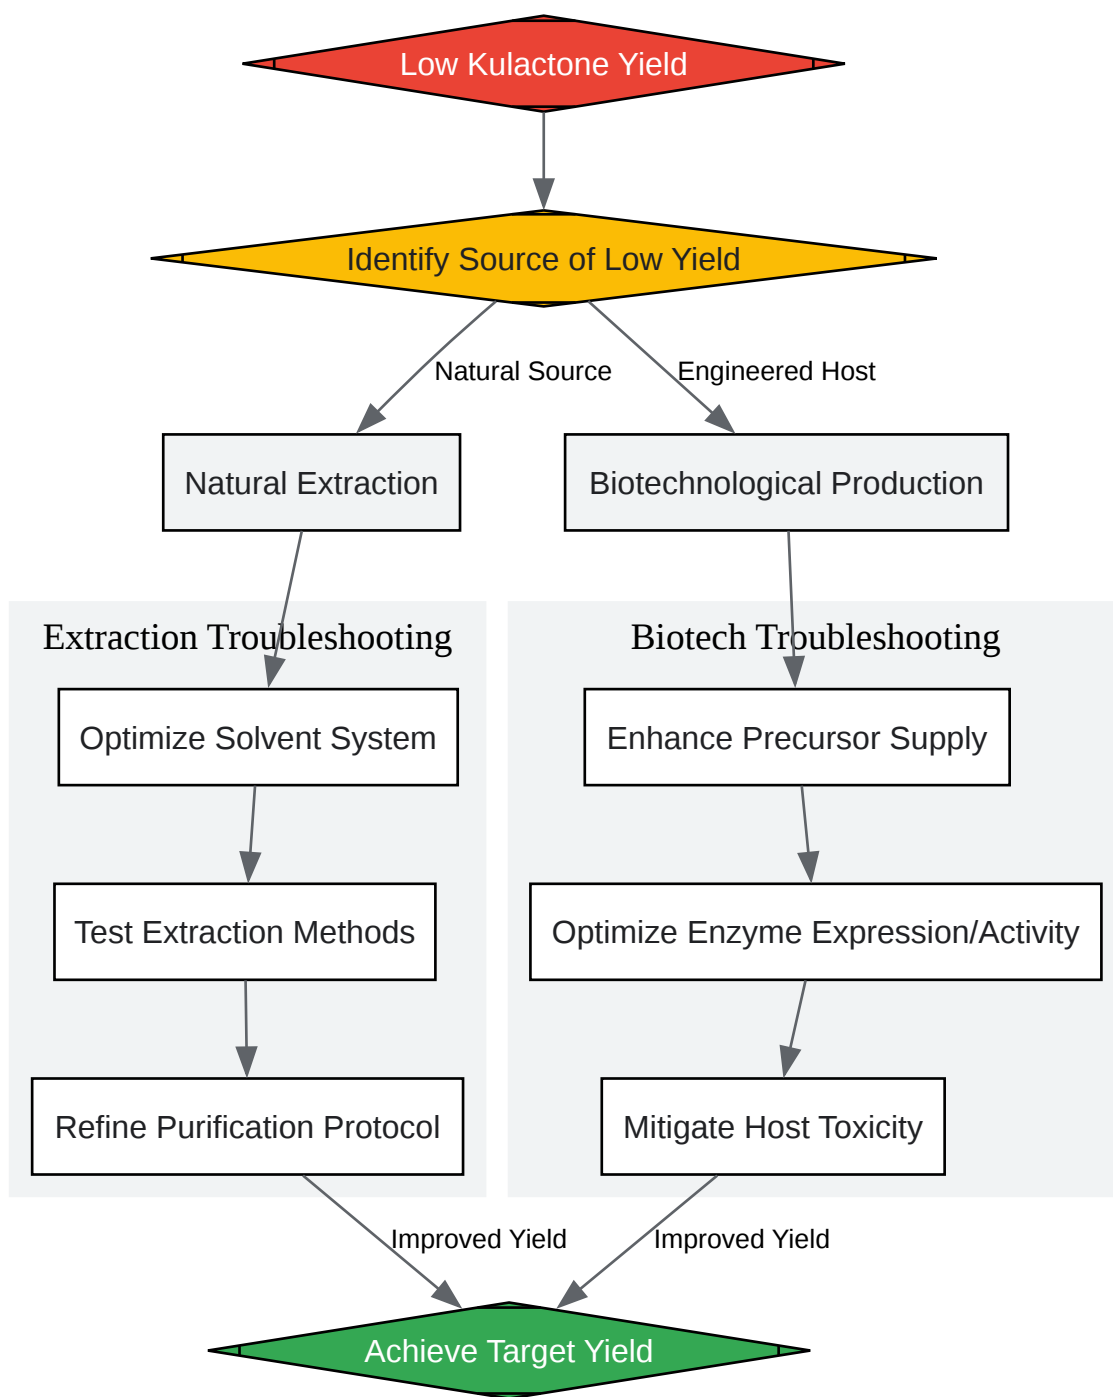 Low Kulactone Yield
Identify Source of Low Yield
Natural Source
Engineered Host
Natural Extraction
Biotechnological Production
Extraction Troubleshooting
Biotech Troubleshooting
Optimize Solvent System
Enhance Precursor Supply
Test Extraction Methods
Optimize Enzyme Expression/Activity
Refine Purification Protocol
Mitigate Host Toxicity
Improved Yield
Improved Yield
Achieve Target Yield